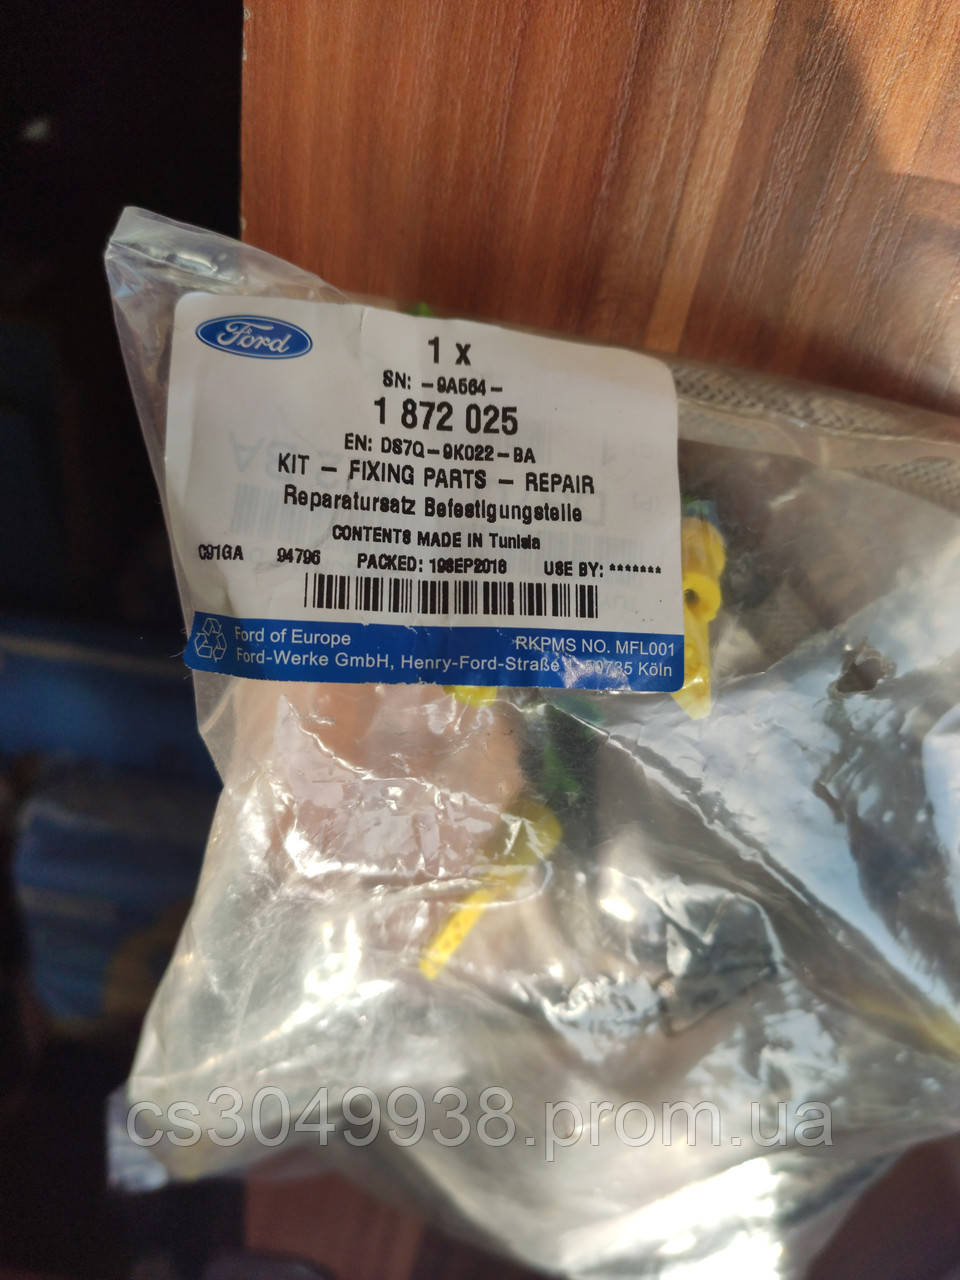 Ford
1 x
SN: -9A564-
1 872 025
EN: DS7Q-9K022-BA
KIT - FIXING PARTS - REPAIR
Reparatursatz Befestigungsteile
CONTENTS MADE IN Tunisia
C91GA 94796 PACKED: 19SEP2016 USE BY: *******
Ford of Europe RKPMS NO. MFL001
Ford-Werke GmbH, Henry-Ford-Straße 50735 Köln
cs3049938.prom.ua